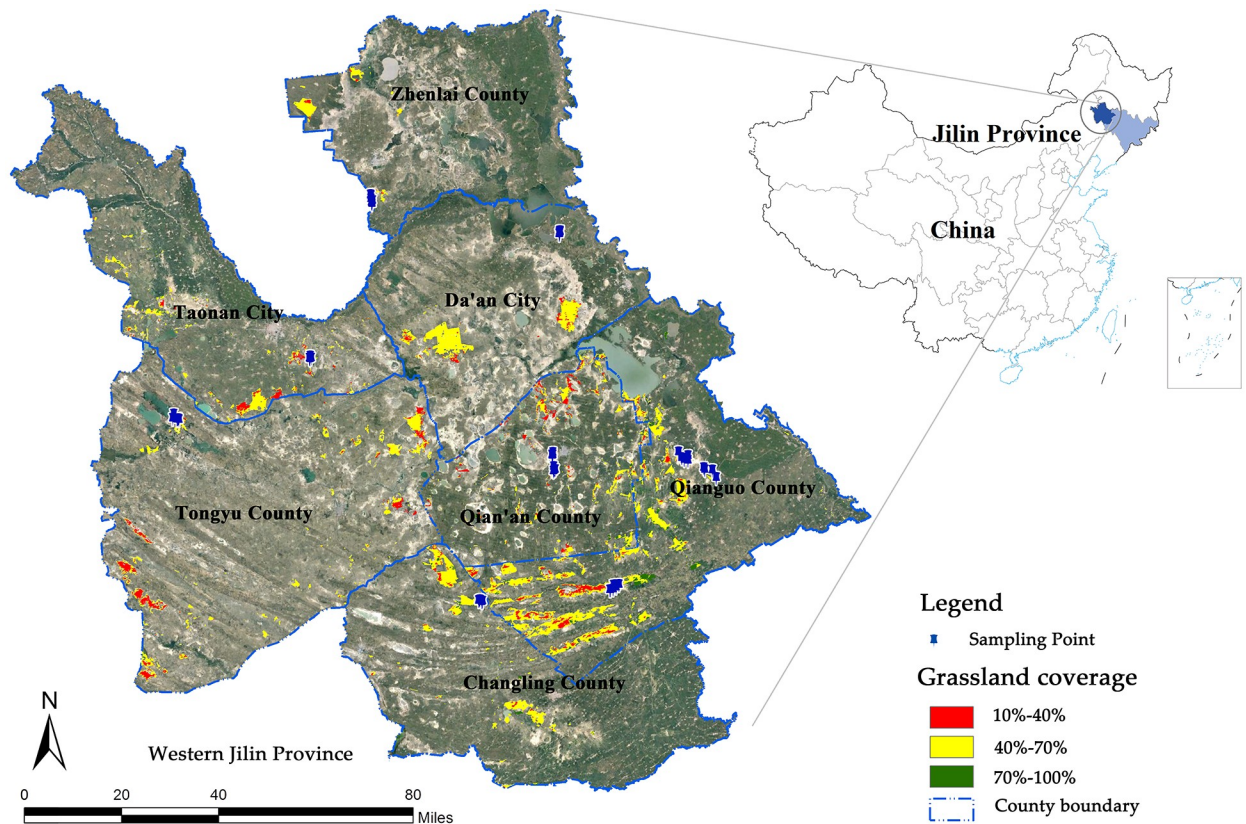 Zhenlai County
Jilin Province
China
Da'an City
Taonan City
Qianguo County
Tongyu County
Qian'an County
Changling County
Western Jilin Province
N
0 20 40 80
Miles
Legend
Sampling Point
Grassland coverage
10%-40%
40%-70%
70%-100%
County boundary